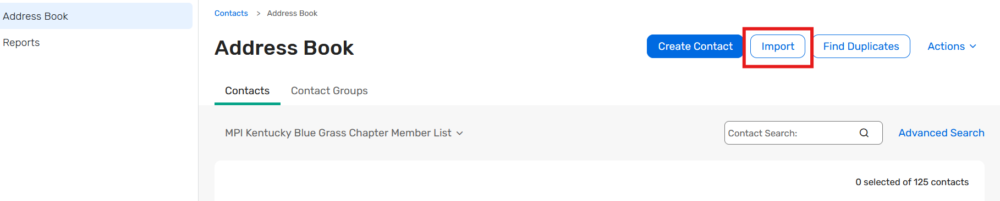 Address Book
Reports
Contacts > Address Book
Address Book
Create Contact
Import
Find Duplicates
Actions
Contacts
Contact Groups
MPI Kentucky Blue Grass Chapter Member List
Contact Search:
Advanced Search
0 selected of 125 contacts